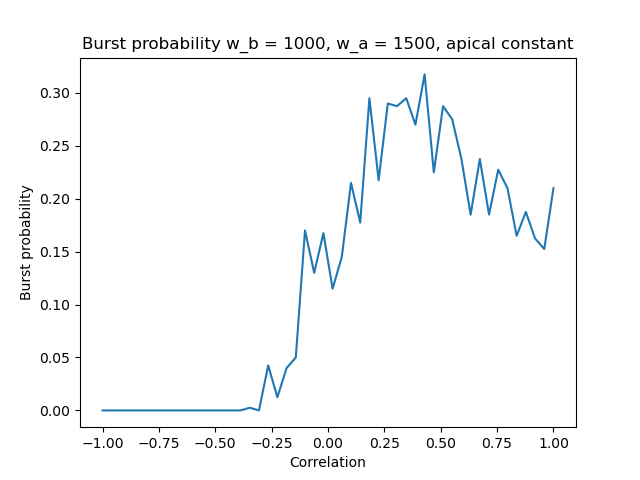 Burst probability w_b = 1000, w_a = 1500, apical constant
Burst probability
0.30
0.25
0.20
0.15
0.10
0.05
0.00
−1.00 −0.75 −0.50 −0.25 0.00 0.25 0.50 0.75 1.00
Correlation